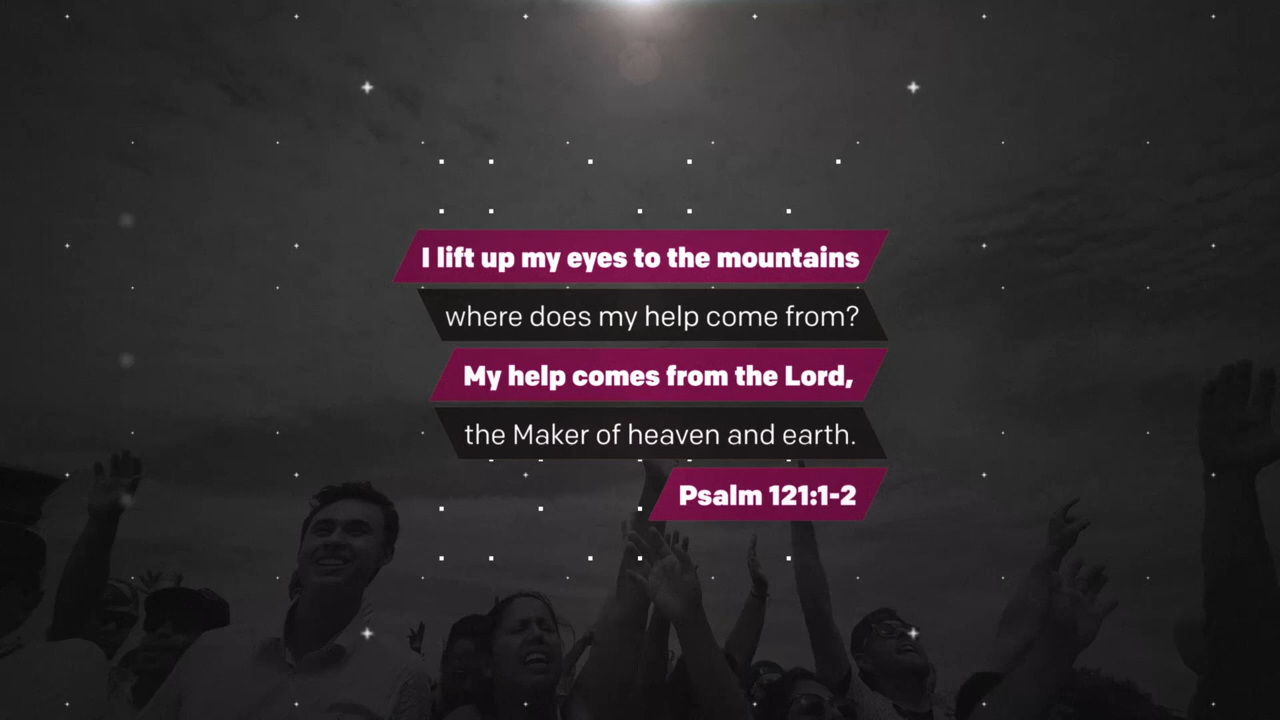 I lift up my eyes to the mountains
where does my help come from?
My help comes from the Lord,
the Maker of heaven and earth.
Psalm 121:1-2